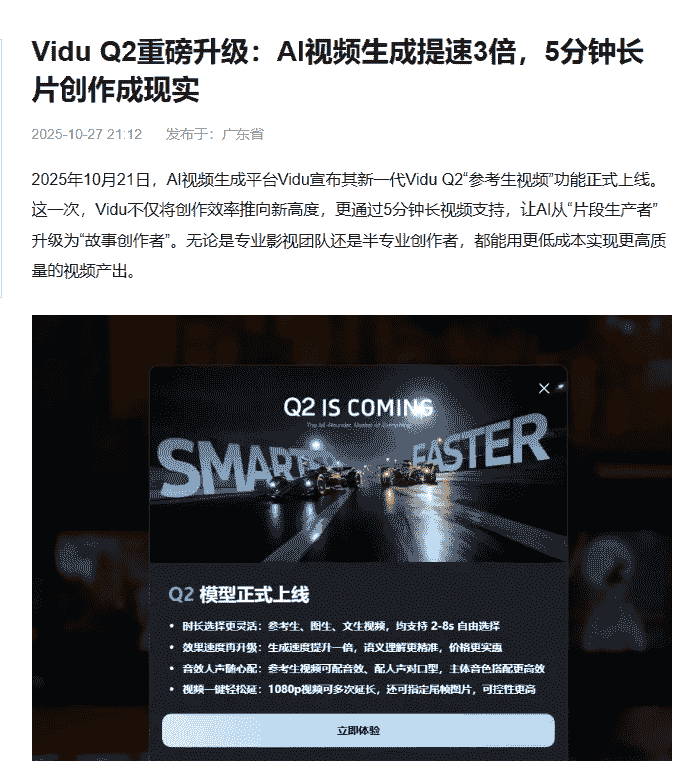 Vidu Q2重磅升级：AI视频生成提速3倍，5分钟长
片创作成现实
2025-10-27 21:12 发布于：广东省
2025年10月21日，AI视频生成平台Vidu宣布其新一代Vidu Q2“参考生视频”功能正式上线。
这一次，Vidu不仅将创作效率推向新高度，更通过5分钟长视频支持，让AI从“片段生产者”
升级为“故事创作者”。无论是专业影视团队还是半专业创作者，都能用更低成本实现更高质
量的视频产出。
Q2 IS COMING
SMARTER FASTER
Q2 模型正式上线
• 时长选择更灵活：参考生、图生、文生视频，均支持 2-8s 自由选择
• 效果速度再升级：生成速度提升一倍，语义理解更精准，价格更实惠
• 音效人声随心配：参考生视频可配音效、配人声对口型，主体音色搭配更高效
• 视频一键轻松延：1080p视频可多次延长，还可指定尾帧图片，可控性更高
立即体验